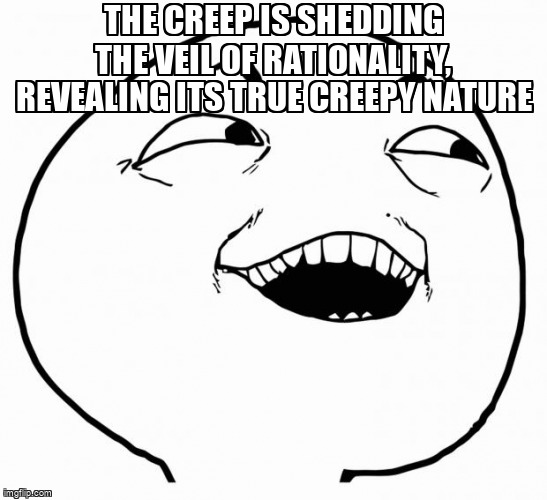 THE CREEP IS SHEDDING
THE VEIL OF RATIONALITY,
REVEALING ITS TRUE CREEPY NATURE
imgflip.com